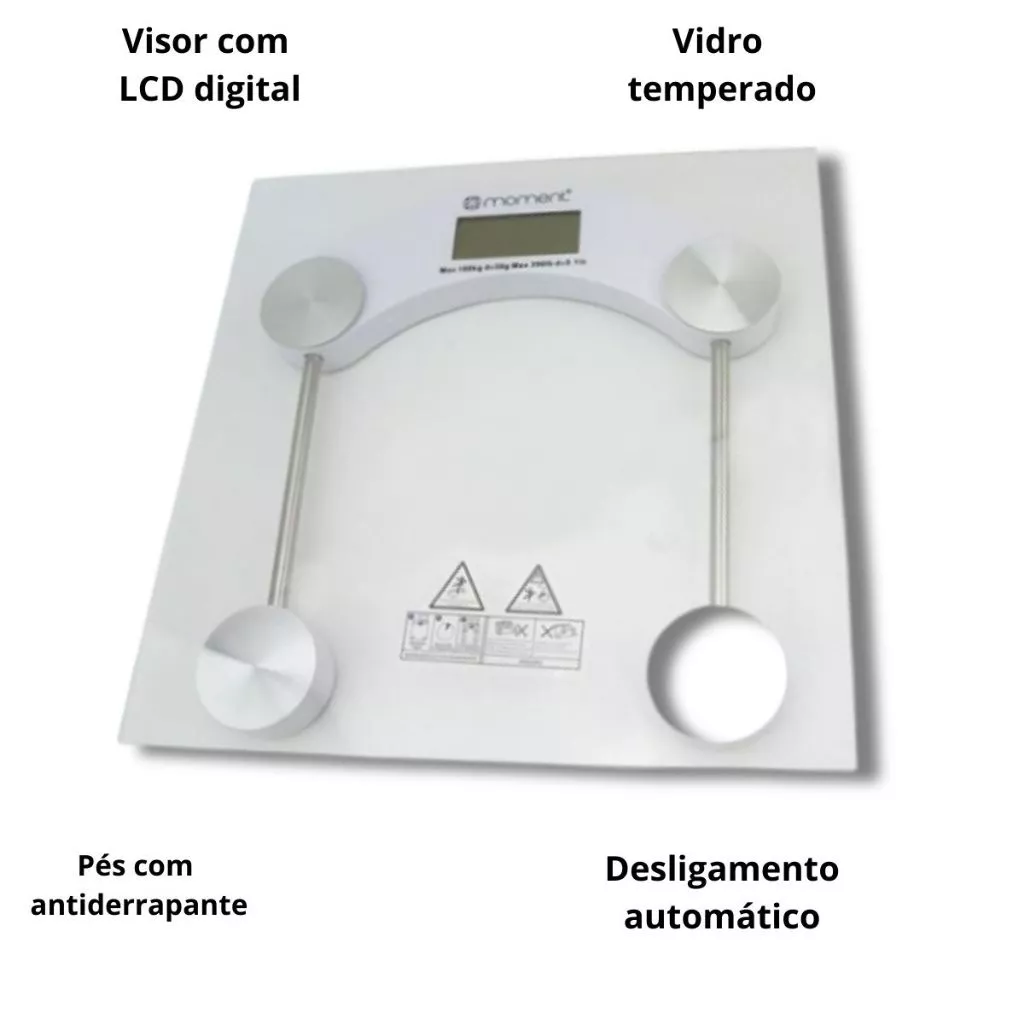 Visor com
LCD digital
Vidro
temperado
moment
Pés com
antiderrapante
Desligamento
automático